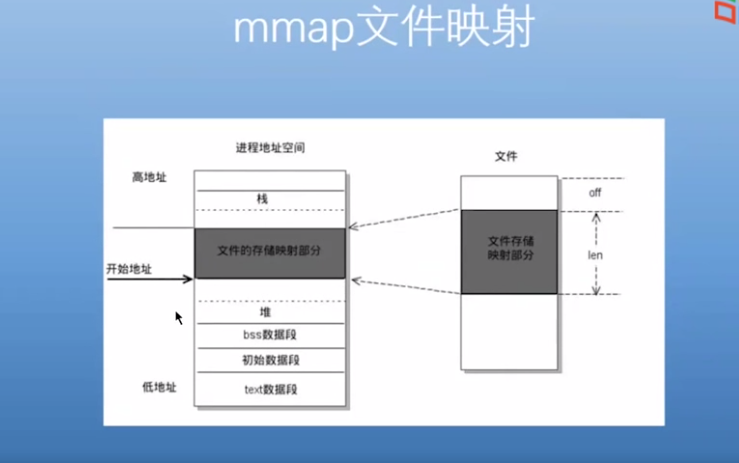 mmap文件映射
进程地址空间
文件
高地址
栈
off
文件的存储映射部分
文件存储
映射部分
len
开始地址
堆
bss数据段
初始数据段
低地址
text数据段